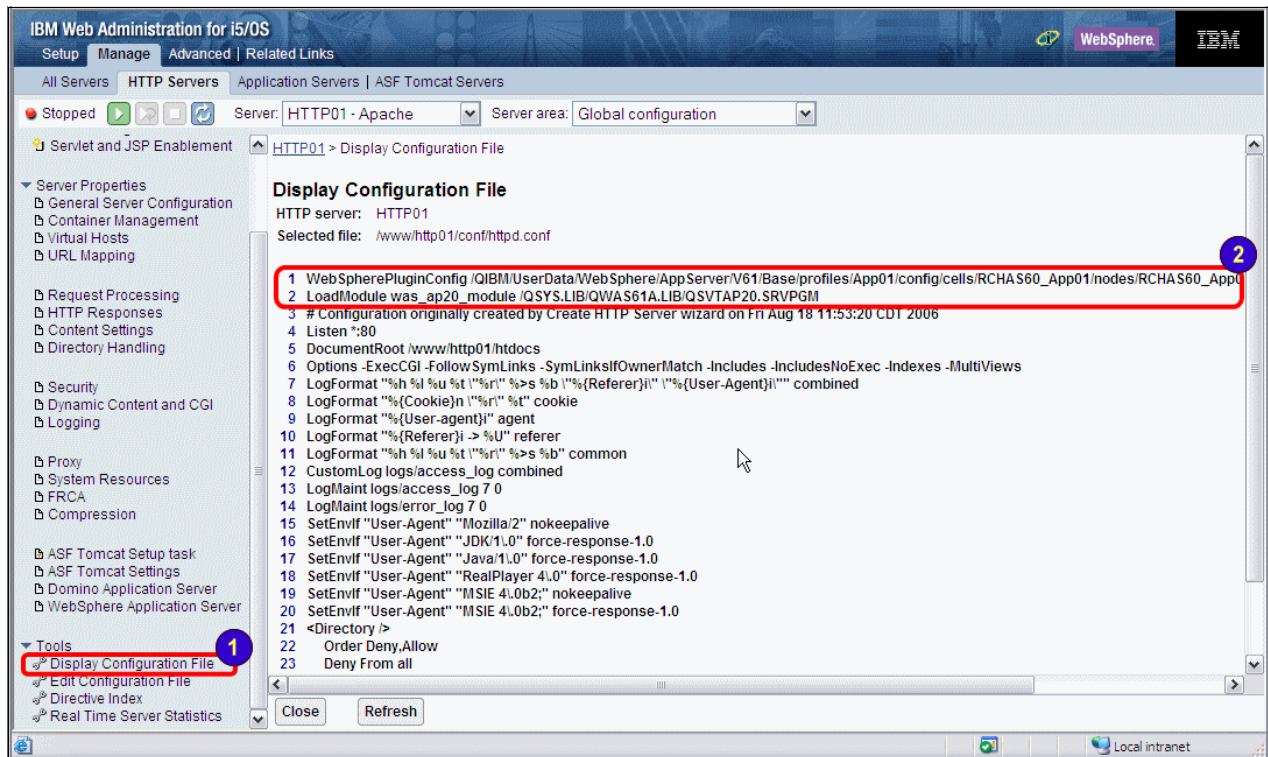 IBM Web Administration for i5/OS
WebSphere.
IBM
Setup Manage Advanced | Related Links
All Servers HTTP Servers Application Servers | ASF Tomcat Servers
Stopped Server: HTTP01 - Apache Server area: Global configuration
Servlet and JSP Enablement
Server Properties
General Server Configuration
Container Management
Virtual Hosts
URL Mapping
Request Processing
HTTP Responses
Content Settings
Directory Handling
Security
Dynamic Content and CGI
Logging
Proxy
System Resources
FRCA
Compression
ASF Tomcat Setup task
ASF Tomcat Settings
Domino Application Server
WebSphere Application Server
Tools
1
Display Configuration File
Edit Configuration File
Directive Index
Real Time Server Statistics
HTTP01 > Display Configuration File
Display Configuration File
HTTP server: HTTP01
Selected file: /www/http01/conf/httpd.conf
2
1 WebSpherePluginConfig /QIBM/UserData/WebSphere/AppServer/V61/Base/profiles/App01/config/cells/RCHAS60_App01/nodes/RCHAS60_App0
2 LoadModule was_ap20_module /QSYS.LIB/QWAS61A.LIB/QSVTAP20.SRVPGM
3 # Configuration originally created by Create HTTP Server wizard on Fri Aug 18 11:53:20 CDT 2006
4 Listen *:80
5 DocumentRoot /www/http01/htdocs
6 Options -ExecCGI -FollowSymLinks -SymLinksIfOwnerMatch -Includes -IncludesNoExec -Indexes -MultiViews
7 LogFormat "%h %l %u %t \"%r\" %>s %b \"%{Referer}i\" \"%{User-Agent}i\"" combined
8 LogFormat "%{Cookie}n \"%r\" %t" cookie
9 LogFormat "%{User-agent}i" agent
10 LogFormat "%{Referer}i -> %U" referer
11 LogFormat "%h %l %u %t \"%r\" %>s %b" common
12 CustomLog logs/access_log combined
13 LogMaint logs/access_log 7 0
14 LogMaint logs/error_log 7 0
15 SetEnvIf "User-Agent" "Mozilla/2" nokeepalive
16 SetEnvIf "User-Agent" "JDK/1\.0" force-response-1.0
17 SetEnvIf "User-Agent" "Java/1\.0" force-response-1.0
18 SetEnvIf "User-Agent" "RealPlayer 4\.0" force-response-1.0
19 SetEnvIf "User-Agent" "MSIE 4\.0b2;" nokeepalive
20 SetEnvIf "User-Agent" "MSIE 4\.0b2;" force-response-1.0
21 <Directory />
22 Order Deny,Allow
23 Deny From all
Close Refresh
Local intranet